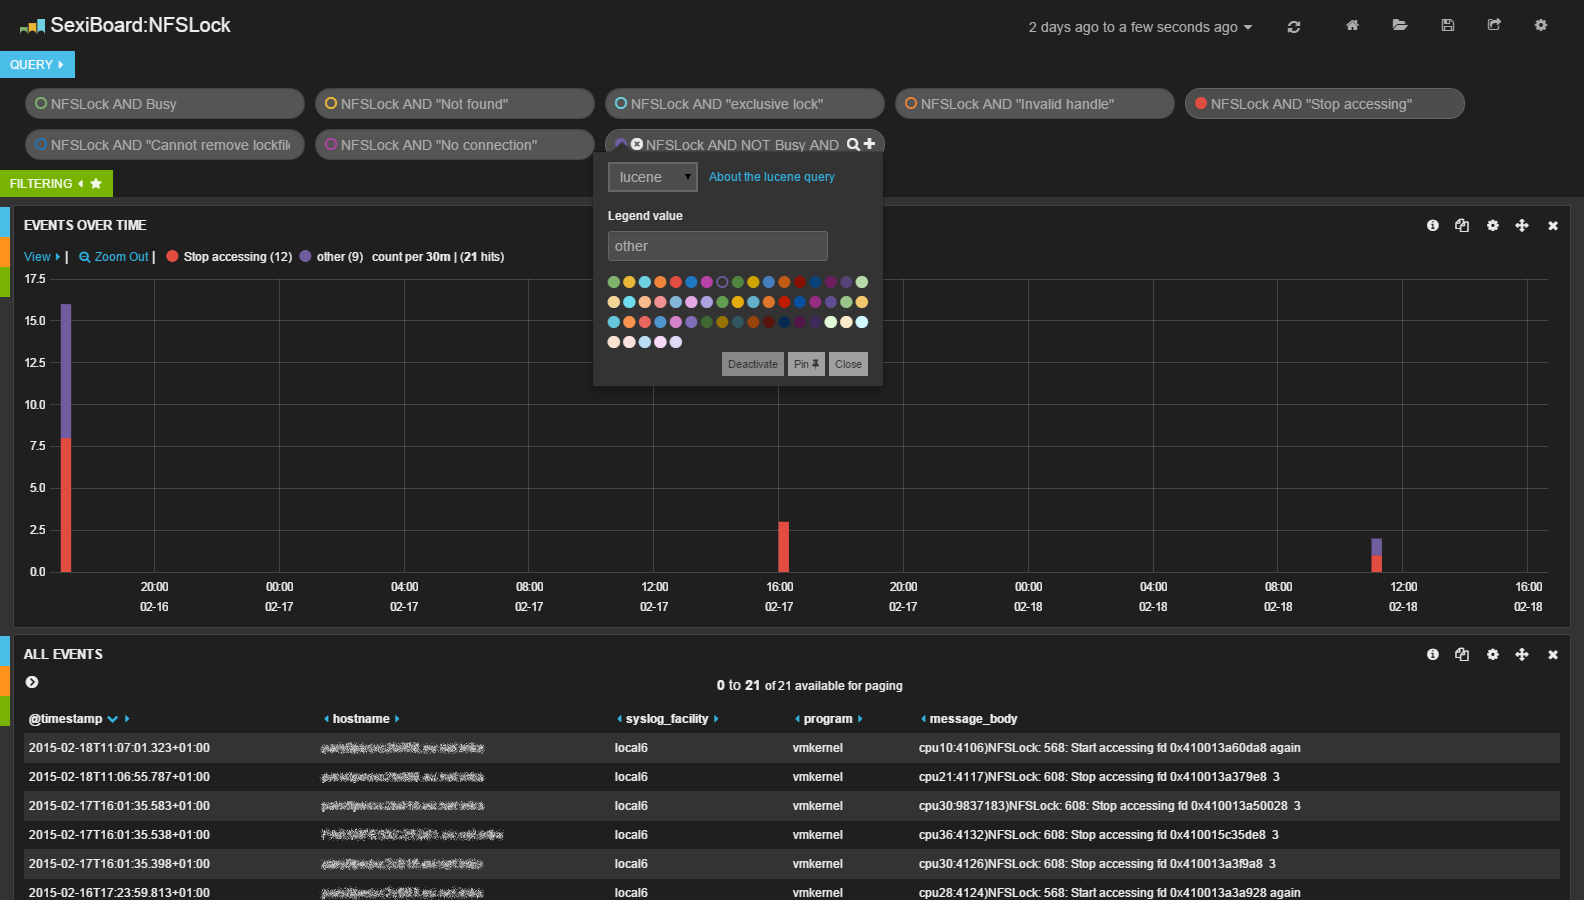 SexiBoard:NFSLock
2 days ago to a few seconds ago
QUERY
NFSLock AND Busy
NFSLock AND "Not found"
NFSLock AND "exclusive lock"
NFSLock AND "Invalid handle"
NFSLock AND "Stop accessing"
NFSLock AND "Cannot remove lockfil
NFSLock AND "No connection"
NFSLock AND NOT Busy AND
FILTERING
lucene
About the lucene query
Legend value
other
Deactivate Pin Close
EVENTS OVER TIME
View | Zoom Out | Stop accessing (12) other (9) count per 30m | (21 hits)
17.5
15.0
12.5
10.0
7.5
5.0
2.5
0.0
20:00 00:00 04:00 08:00 12:00 16:00 20:00 00:00 04:00 08:00 12:00 16:00
02-16 02-17 02-17 02-17 02-17 02-17 02-17 02-18 02-18 02-18 02-18 02-18
ALL EVENTS
0 to 21 of 21 available for paging
@timestamp hostname syslog_facility program message_body
2015-02-18T11:07:01.323+01:00 local6 vmkernel cpu10:4106)NFSLock: 568: Start accessing fd 0x410013a60da8 again
2015-02-18T11:06:55.787+01:00 local6 vmkernel cpu21:4117)NFSLock: 608: Stop accessing fd 0x410013a379e8 3
2015-02-17T16:01:35.583+01:00 local6 vmkernel cpu30:9837183)NFSLock: 608: Stop accessing fd 0x410013a50028 3
2015-02-17T16:01:35.538+01:00 local6 vmkernel cpu36:4132)NFSLock: 608: Stop accessing fd 0x410015c35de8 3
2015-02-17T16:01:35.398+01:00 local6 vmkernel cpu30:4126)NFSLock: 608: Stop accessing fd 0x410013a3f9a8 3
2015-02-16T17:23:59.813+01:00 local6 vmkernel cpu28:4124)NFSLock: 568: Start accessing fd 0x410013a3a928 again